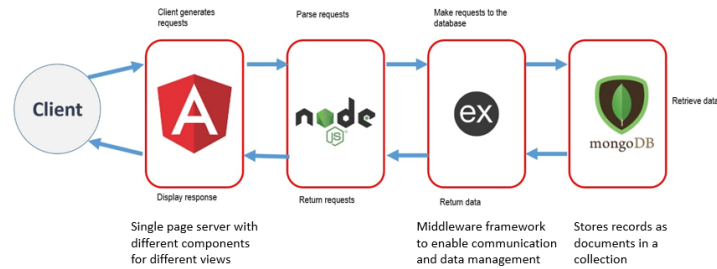 Client generates
requests
Parse requests
Make requests to the
database
Client
A
node
JS
ex
mongoDB
Retrieve data
Display response
Return requests
Return data
Single page server with
different components
for different views
Middleware framework
to enable communication
and data management
Stores records as
documents in a
collection